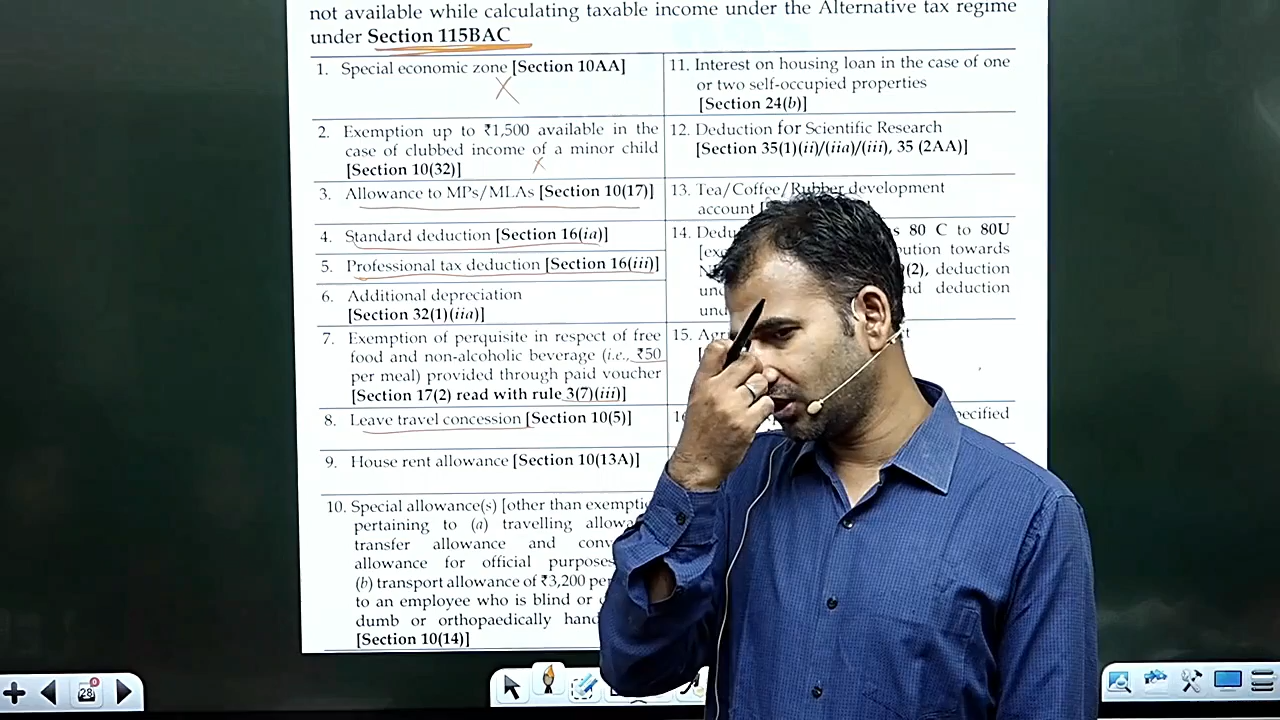 not available while calculating taxable income under the Alternative tax regime
under Section 115BAC
1. Special economic zone [Section 10AA]
2. Exemption up to ₹1,500 available in the
case of clubbed income of a minor child
[Section 10(32)]
3. Allowance to MPs/MLAs [Section 10(17)]
4. Standard deduction [Section 16(ia)]
5. Professional tax deduction [Section 16(iii)]
6. Additional depreciation
[Section 32(1)(iia)]
7. Exemption of perquisite in respect of free
food and non-alcoholic beverage (i.e., ₹50
per meal) provided through paid voucher
[Section 17(2) read with rule 3(7)(iii)]
8. Leave travel concession [Section 10(5)]
9. House rent allowance [Section 10(13A)]
10. Special allowance(s) [other than
pertaining to (a) travelling
transfer allowance and
allowance for official purposes
(b) transport allowance of ₹3,200
to an employee who is blind or
dumb or orthopaedically
[Section 10(14)]
11. Interest on housing loan in the case of one
or two self-occupied properties
[Section 24(b)]
12. Deduction for Scientific Research
[Section 35(1)(ii)/(iia)/(iii), 35 (2AA)]
13. Tea/Coffee/Rubber development
account
14. 80 C to 80U
towards
(2), deduction
deduction
15.
28
0